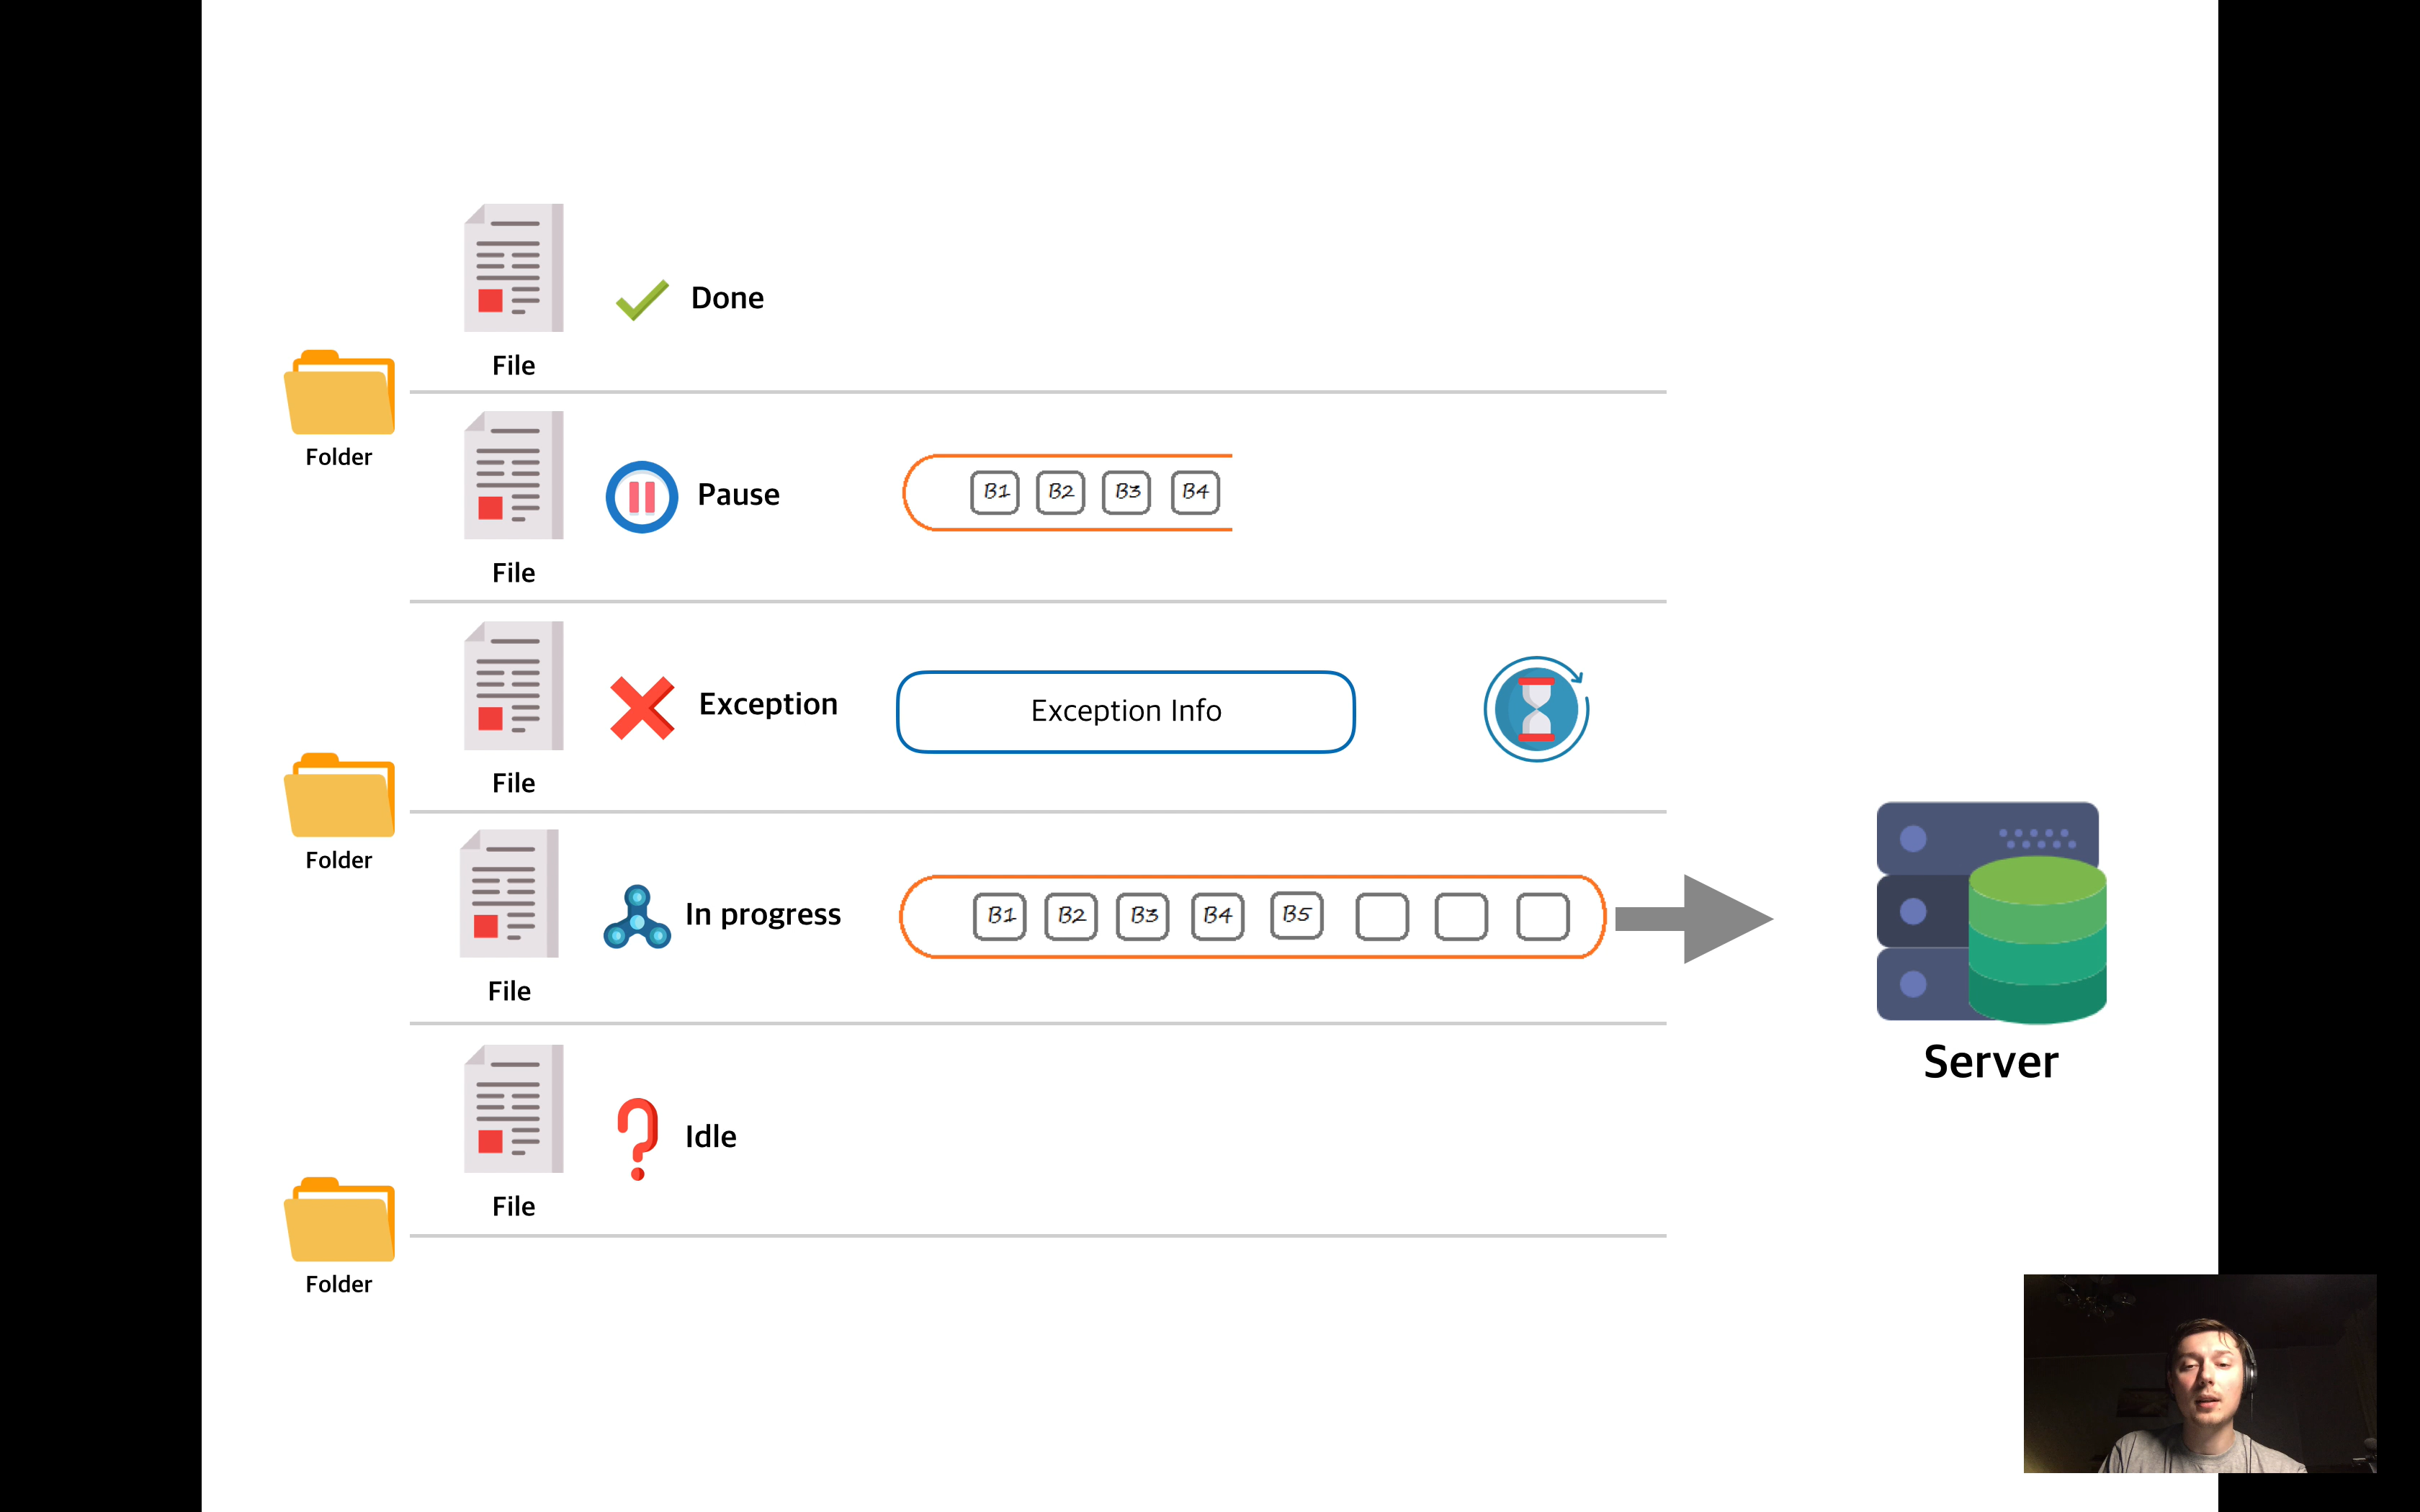 Done
File
Folder
Pause
B1 B2 B3 B4
File
Exception
Exception Info
File
Folder
In progress
B1 B2 B3 B4 B5
File
Server
Idle
File
Folder